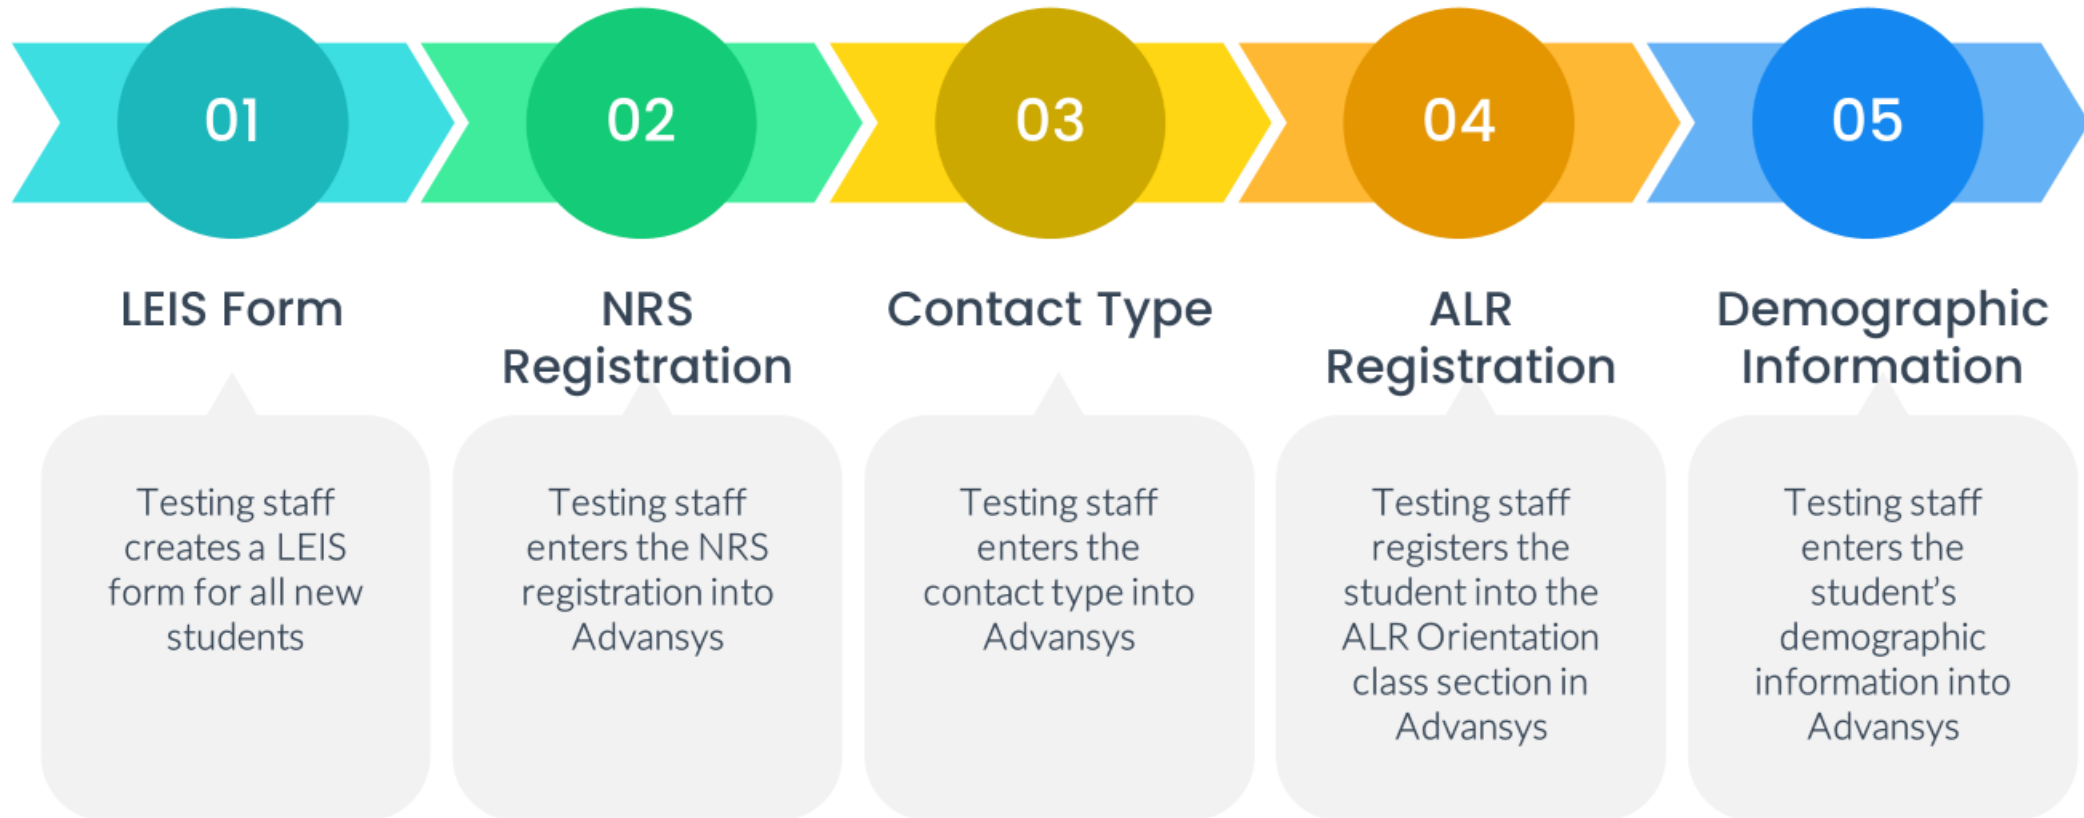 01
LEIS Form
Testing staff
creates a LEIS
form for all new
students
02
NRS
Registration
Testing staff
enters the NRS
registration into
Advansys
03
Contact Type
Testing staff
enters the
contact type into
Advansys
04
ALR
Registration
Testing staff
registers the
student into the
ALR Orientation
class section in
Advansys
05
Demographic
Information
Testing staff
enters the
student’s
demographic
information into
Advansys